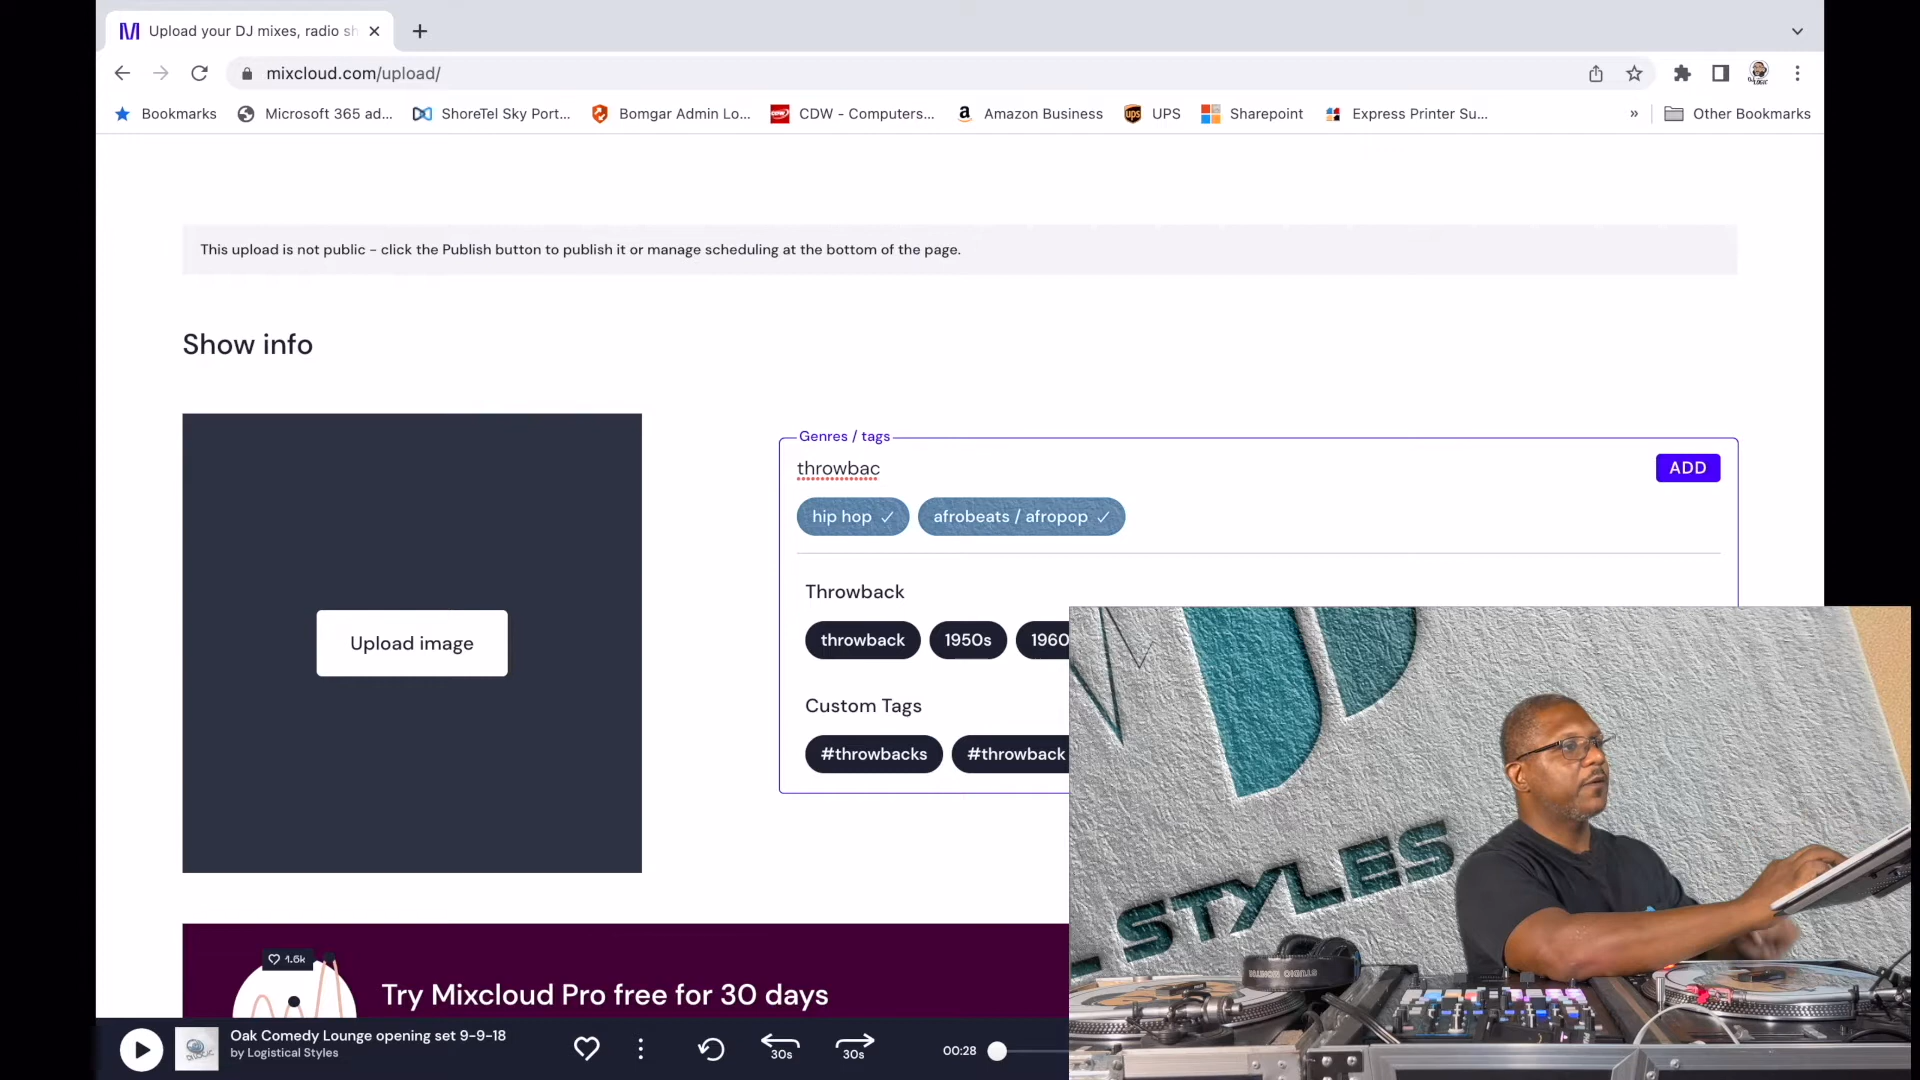 Upload your DJ mixes, radio sh
mixcloud.com/upload/
Bookmarks
Microsoft 365 ad...
ShoreTel Sky Port...
Bomgar Admin Lo...
CDW - Computers...
Amazon Business
UPS
Sharepoint
Express Printer Su...
»
Other Bookmarks
This upload is not public - click the Publish button to publish it or manage scheduling at the bottom of the page.
Show info
Upload image
Genres / tags
throwbac
ADD
hip hop
afrobeats / afropop
Throwback
throwback
1950s
1960
Custom Tags
#throwbacks
#throwback
STYLES
1.6k
Try Mixcloud Pro free for 30 days
Oak Comedy Lounge opening set 9-9-18
by Logistical Styles
30s
30s
00:28